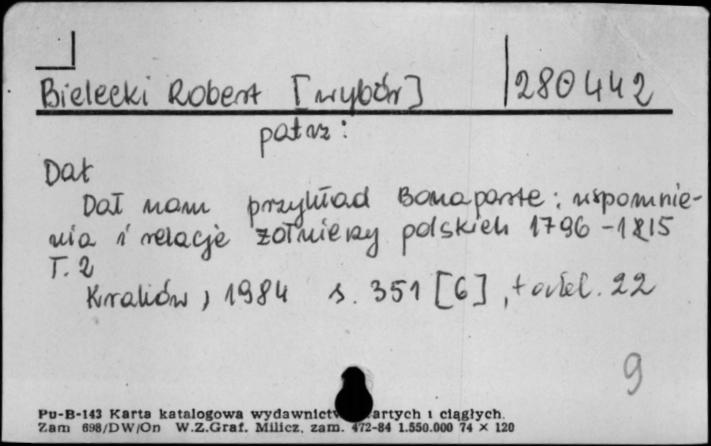 Bielecki Robert [wybór] 280442
patrz:
Dał
Dał nam przykład Bonaparte: wspomnie-
nia i relacje żołnierzy polskich 1796-1815
T. 2
Kraków, 1984 s. 351 [6], tabl. 22
9
Pu-B-143 Karta katalogowa wydawnictw artych i ciągłych.
Zam 698/DW/On W.Z.Graf. Milicz, zam. 472-84 1.550.000 74 × 120